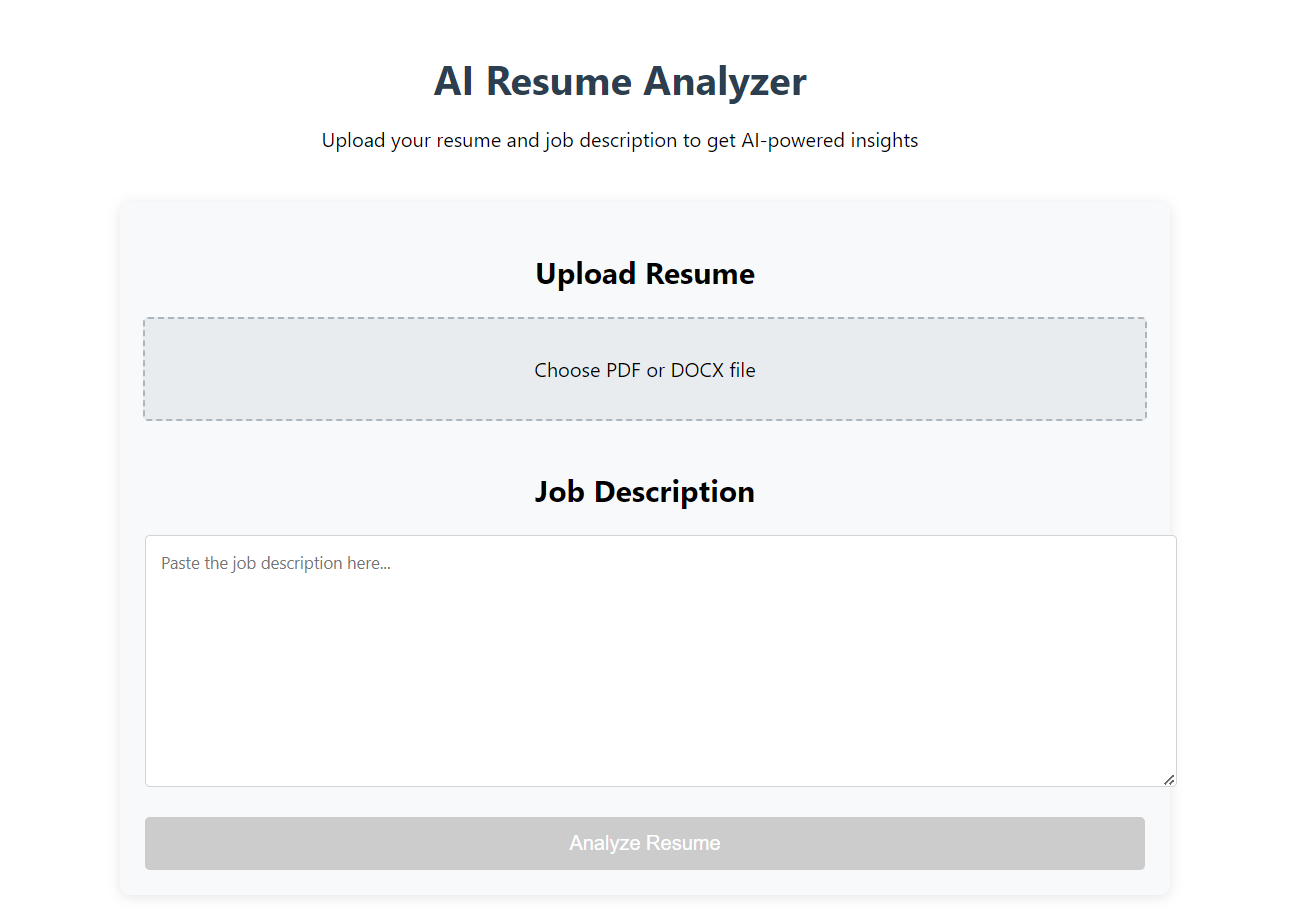 AI Resume Analyzer
Upload your resume and job description to get AI-powered insights
Upload Resume
Choose PDF or DOCX file
Job Description
Paste the job description here...
Analyze Resume